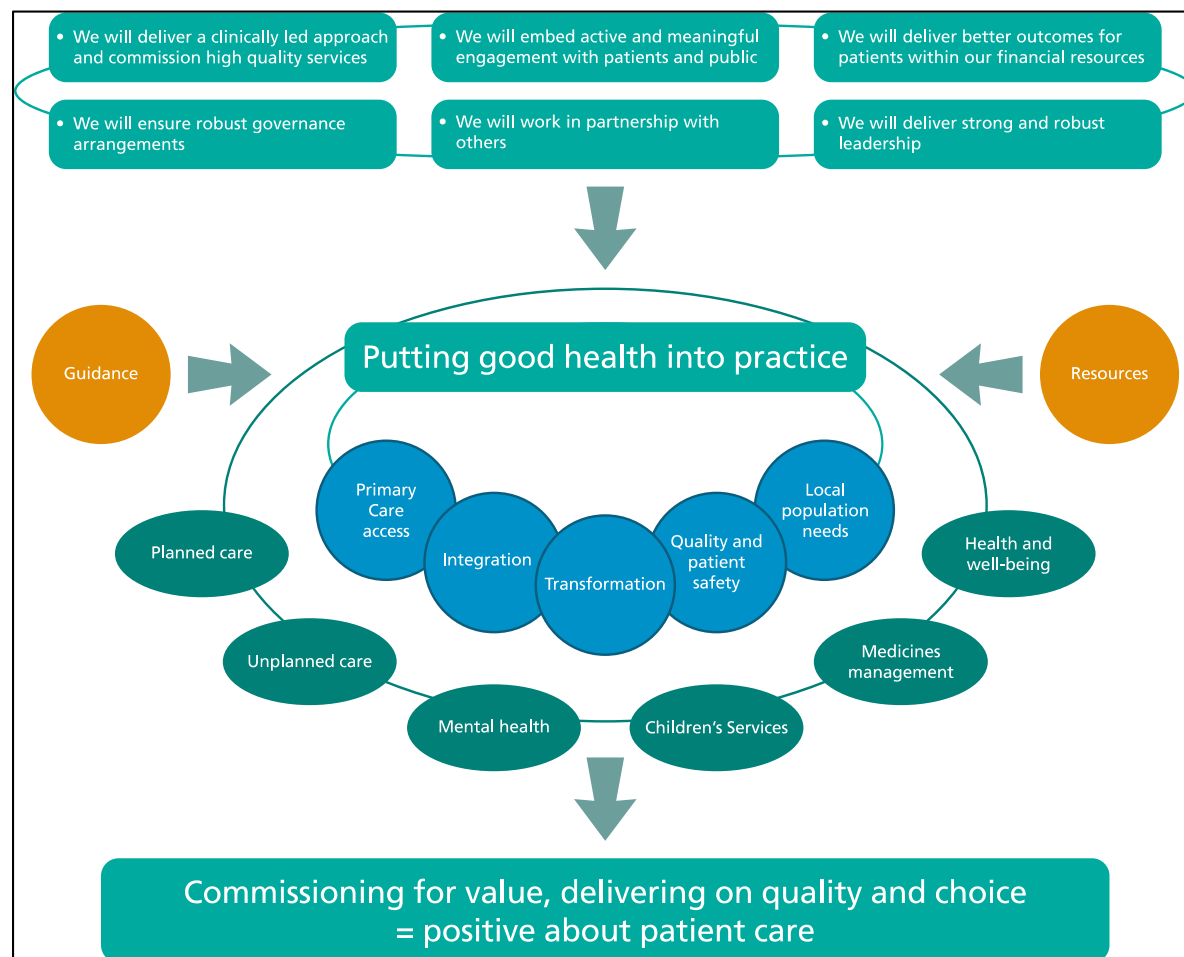 • We will deliver a clinically led approach
and commission high quality services
• We will embed active and meaningful
engagement with patients and public
• We will deliver better outcomes for
patients within our financial resources
• We will ensure robust governance
arrangements
• We will work in partnership with
others
• We will deliver strong and robust
leadership
Putting good health into practice
Guidance
Resources
Primary
Care
access
Integration
Transformation
Quality and
patient
safety
Local
population
needs
Planned care
Unplanned care
Mental health
Children’s Services
Medicines
management
Health and
well-being
Commissioning for value, delivering on quality and choice
= positive about patient care